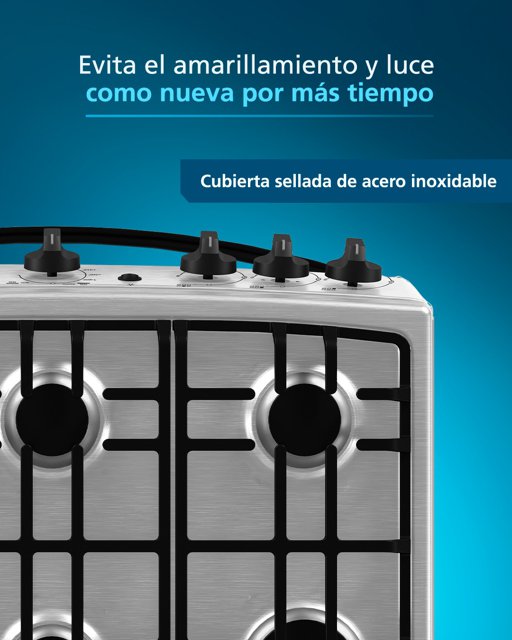 Evita el amarillamiento y luce
como nueva por más tiempo
Cubierta sellada de acero inoxidable